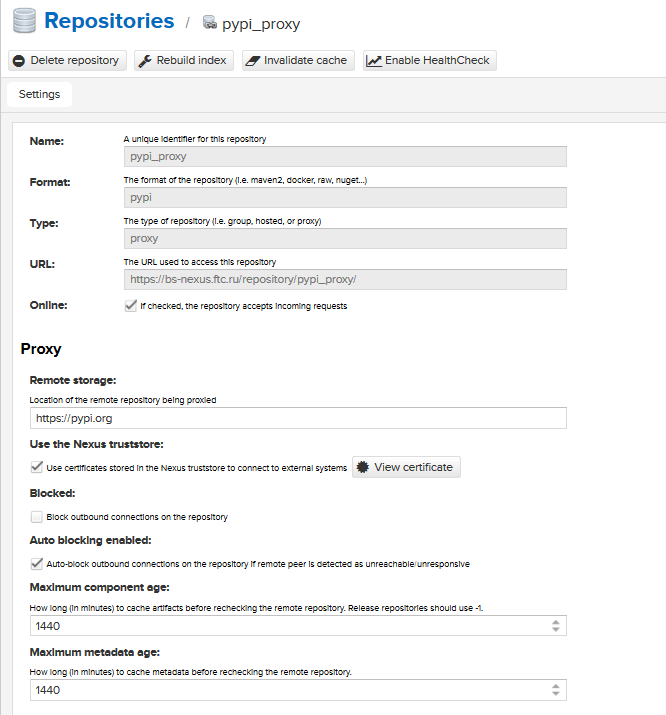 Repositories / pypi_proxy
Delete repository Rebuild index Invalidate cache Enable HealthCheck
Settings
Name: A unique identifier for this repository
pypi_proxy
Format: The format of the repository (i.e. maven2, docker, raw, nuget...)
pypi
Type: The type of repository (i.e. group, hosted, or proxy)
proxy
URL: The URL used to access this repository
https://bs-nexus.ftc.ru/repository/pypi_proxy/
Online: If checked, the repository accepts incoming requests
Proxy
Remote storage:
Location of the remote repository being proxied
https://pypi.org
Use the Nexus truststore:
Use certificates stored in the Nexus truststore to connect to external systems View certificate
Blocked:
Block outbound connections on the repository
Auto blocking enabled:
Auto-block outbound connections on the repository if remote peer is detected as unreachable/unresponsive
Maximum component age:
How long (in minutes) to cache artifacts before rechecking the remote repository. Release repositories should use -1.
1440
Maximum metadata age:
How long (in minutes) to cache metadata before rechecking the remote repository.
1440